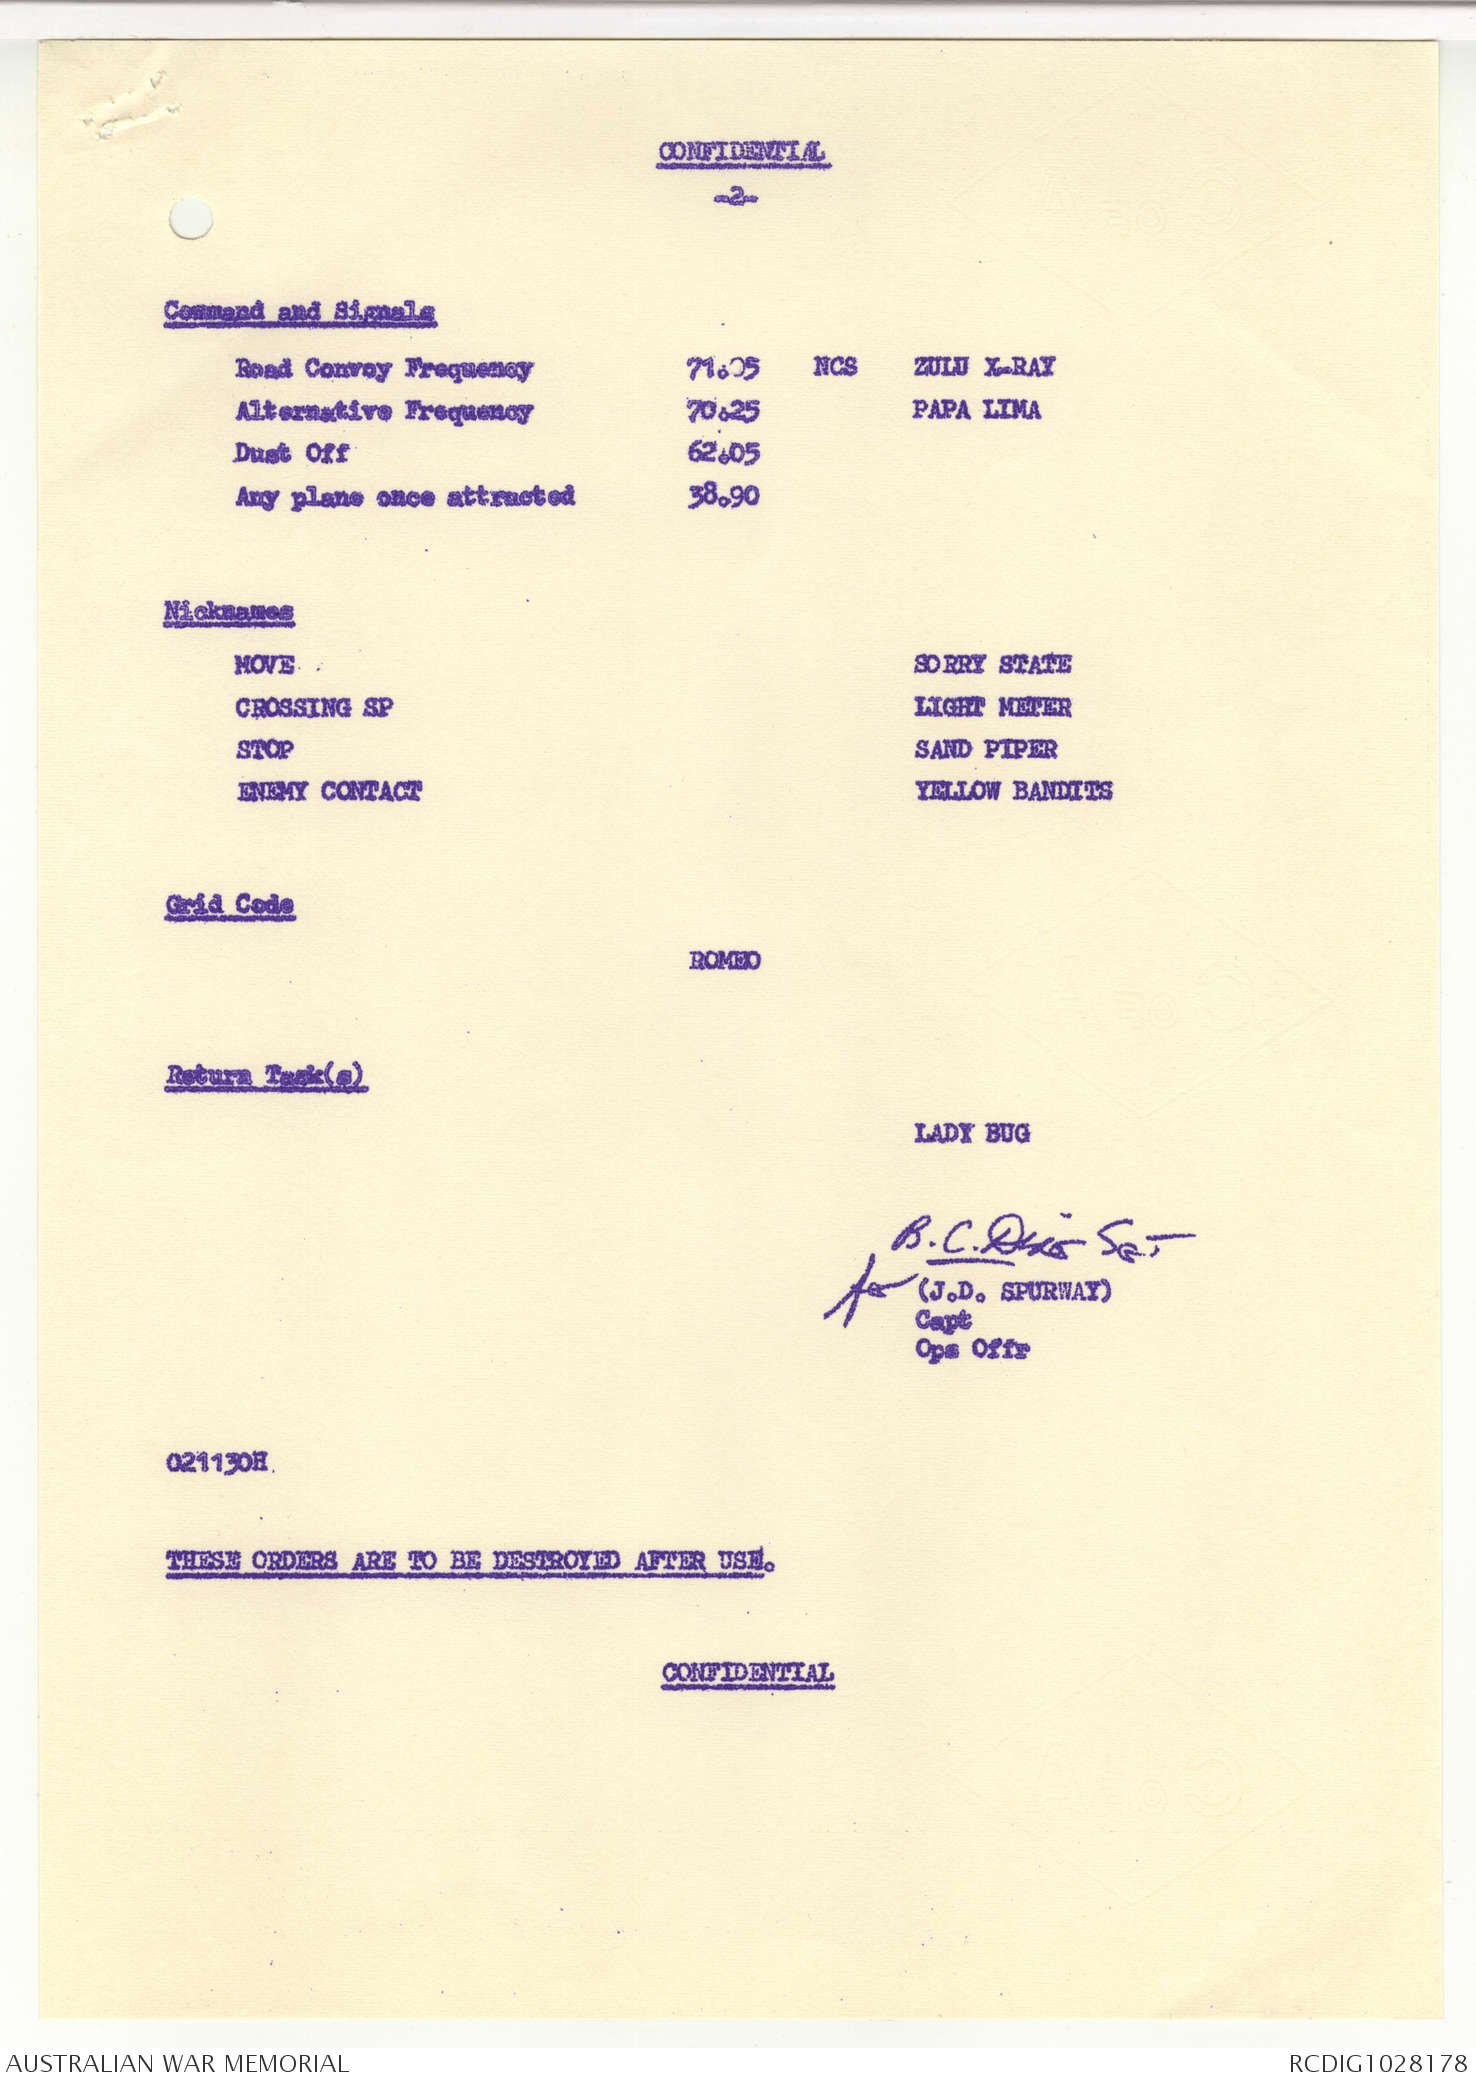 CONFIDENTIAL
-2-
Command and Signals
Road Convoy Frequency 71.05 NCS ZULU X-RAY
Alternative Frequency 70.25 PAPA LIMA
Dust Off 62.05
Any plane once attracted 38.90
Nicknames
MOVE SORRY STATE
CROSSING SP LIGHT METER
STOP SAND PIPER
ENEMY CONTACT YELLOW BANDITS
Grid Code
ROMEO
Return Task(s)
LADY BUG
B. C.
(J.D. SPURWAY)
Capt
Ops Offr
021130H
THESE ORDERS ARE TO BE DESTROYED AFTER USE.
CONFIDENTIAL
AUSTRALIAN WAR MEMORIAL RCDIG1028178